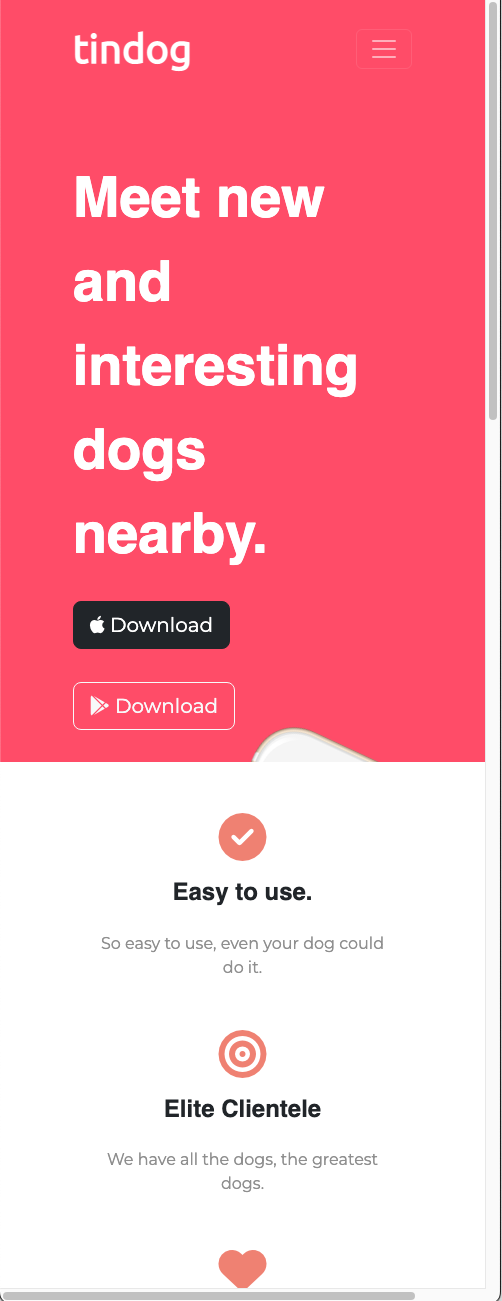 tindog
Meet new
and
interesting
dogs
nearby.
Download
Download
Easy to use.
So easy to use, even your dog could
do it.
Elite Clientele
We have all the dogs, the greatest
dogs.